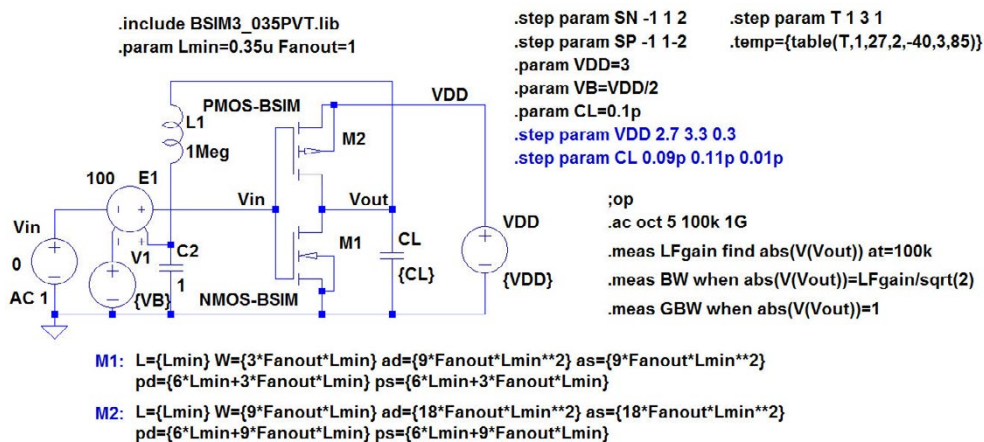 .include BSIM3_035PVT.lib
.param Lmin=0.35u Fanout=1
.step param SN -1 1 2
.step param SP -1 1-2
.param VDD=3
.param VB=VDD/2
.param CL=0.1p
.step param VDD 2.7 3.3 0.3
.step param CL 0.09p 0.11p 0.01p
.step param T 1 3 1
.temp={table(T,1,27,2,-40,3,85)}
PMOS-BSIM
VDD
L1
M2
1Meg
100
E1
Vin
Vout
Vin
V1
C2
M1
CL
VDD
0
1
{CL}
{VDD}
AC 1
{VB}
NMOS-BSIM
;op
.ac oct 5 100k 1G
.meas LFgain find abs(V(Vout)) at=100k
.meas BW when abs(V(Vout))=LFgain/sqrt(2)
.meas GBW when abs(V(Vout))=1
M1: L={Lmin} W={3*Fanout*Lmin} ad={9*Fanout*Lmin**2} as={9*Fanout*Lmin**2}
pd={6*Lmin+3*Fanout*Lmin} ps={6*Lmin+3*Fanout*Lmin}
M2: L={Lmin} W={9*Fanout*Lmin} ad={18*Fanout*Lmin**2} as={18*Fanout*Lmin**2}
pd={6*Lmin+9*Fanout*Lmin} ps={6*Lmin+9*Fanout*Lmin}